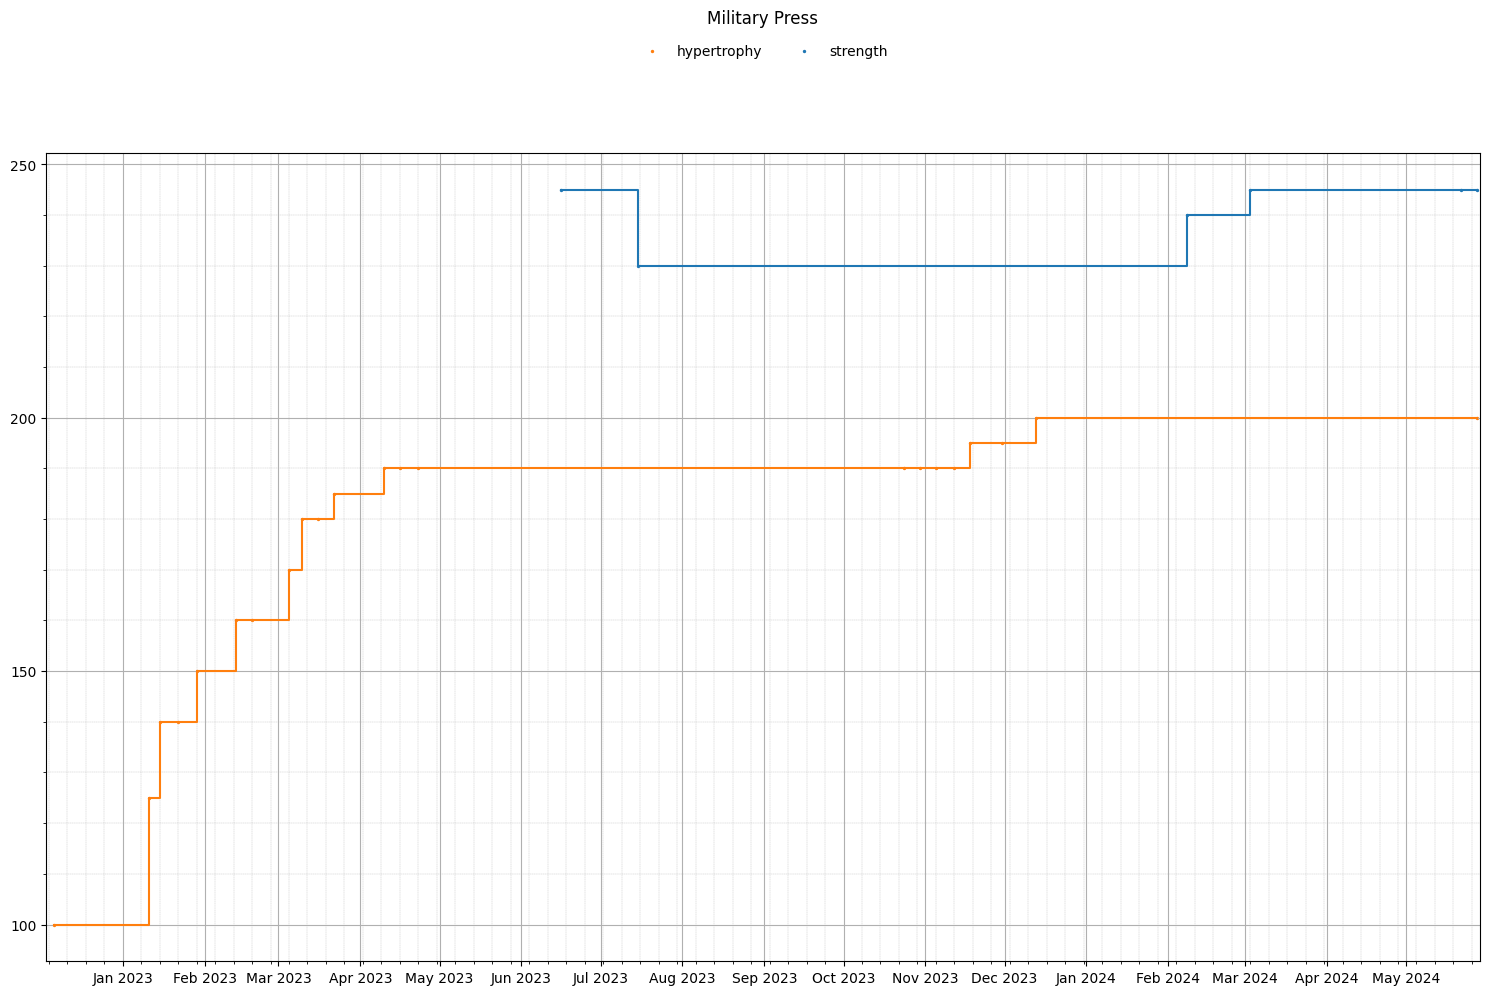 Military Press
hypertrophy strength
250
200
150
100
Jan 2023 Feb 2023 Mar 2023 Apr 2023 May 2023 Jun 2023 Jul 2023 Aug 2023 Sep 2023 Oct 2023 Nov 2023 Dec 2023 Jan 2024 Feb 2024 Mar 2024 Apr 2024 May 2024